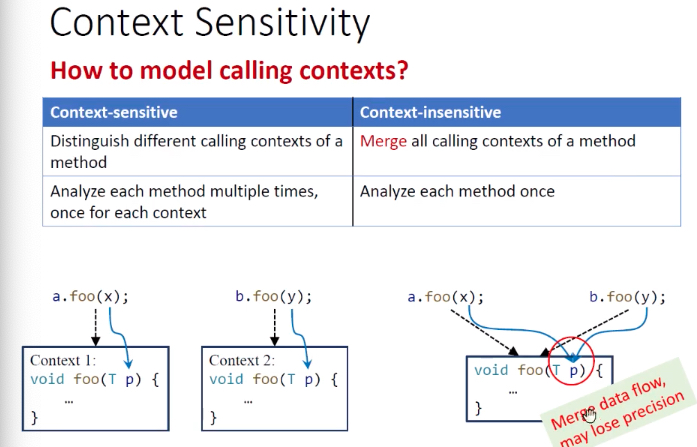 Context Sensitivity
How to model calling contexts?
Context-sensitive
Context-insensitive
Distinguish different calling contexts of a
method
Merge all calling contexts of a method
Analyze each method multiple times,
once for each context
Analyze each method once
a.foo(x);
b.foo(y);
a.foo(x);
b.foo(y);
Context 1:
void foo(T p) {
…
}
Context 2:
void foo(T p) {
…
}
void foo(T p) {
…
}
Merge data flow,
may lose precision